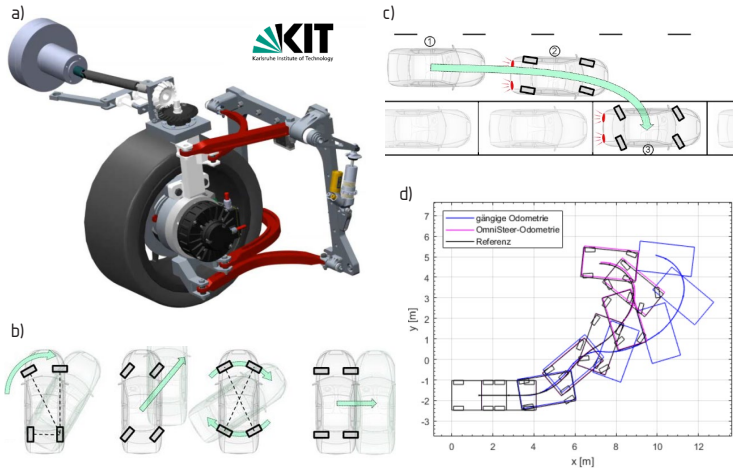 a)
KIT
Karlsruhe Institute of Technology
b)
c)
1
2
3
d)
gängige Odometrie
OmniSteer-Odometrie
Referenz
y [m]
7
6
5
4
3
2
1
0
-1
-2
-3
0
2
4
6
8
10
12
x [m]